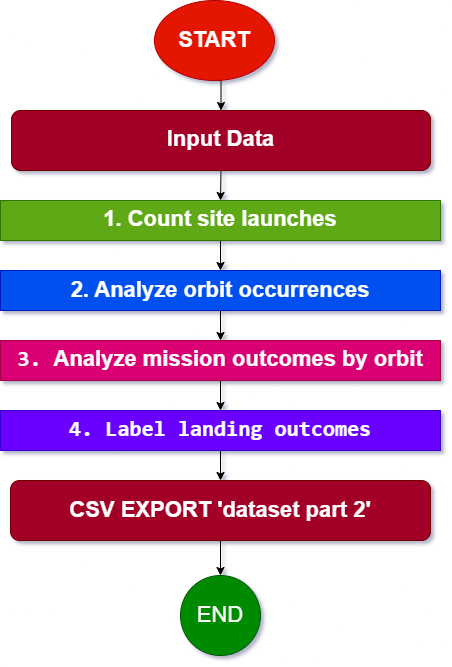 START
Input Data
1. Count site launches
2. Analyze orbit occurrences
3. Analyze mission outcomes by orbit
4. Label landing outcomes
CSV EXPORT 'dataset part 2'
END